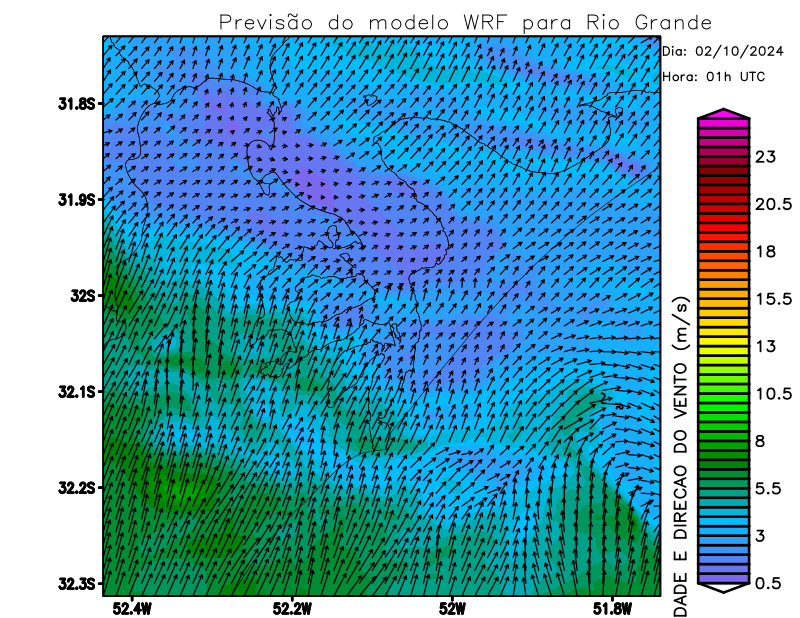 Previsão do modelo WRF para Rio Grande
Dia: 02/10/2024
Hora: 01h UTC
31.8S
31.9S
32S
32.1S
32.2S
32.3S
52.4W
52.2W
52W
51.8W
DADE E DIRECAO DO VENTO (m/s)
23
20.5
18
15.5
13
10.5
8
5.5
3
0.5